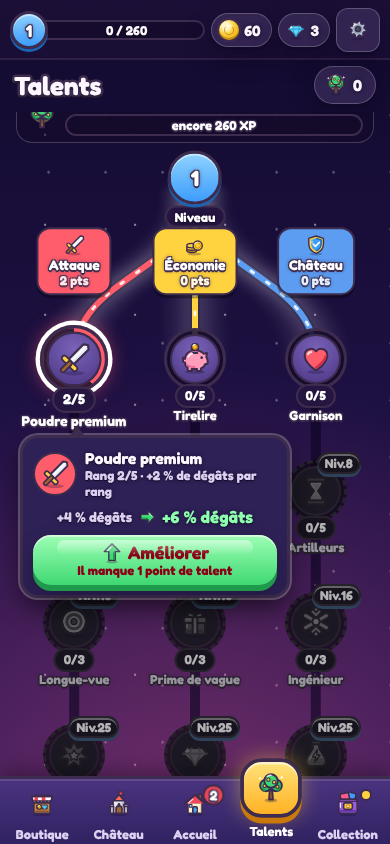 1
0 / 260
60
3
Talents
0
encore 260 XP
1
Niveau
Attaque
2 pts
Économie
0 pts
Château
0 pts
2/5
0/5
0/5
Poudre premium
Tirelire
Garnison
Poudre premium
Rang 2/5 · +2 % de dégâts par
rang
+4 % dégâts
+6 % dégâts
Améliorer
Il manque 1 point de talent
Niv.8
0/5
Artilleurs
Niv.16
0/3
0/3
0/3
Longue-vue
Prime de vague
Ingénieur
Niv.25
Niv.25
Niv.25
2
Boutique
Château
Accueil
Talents
Collection